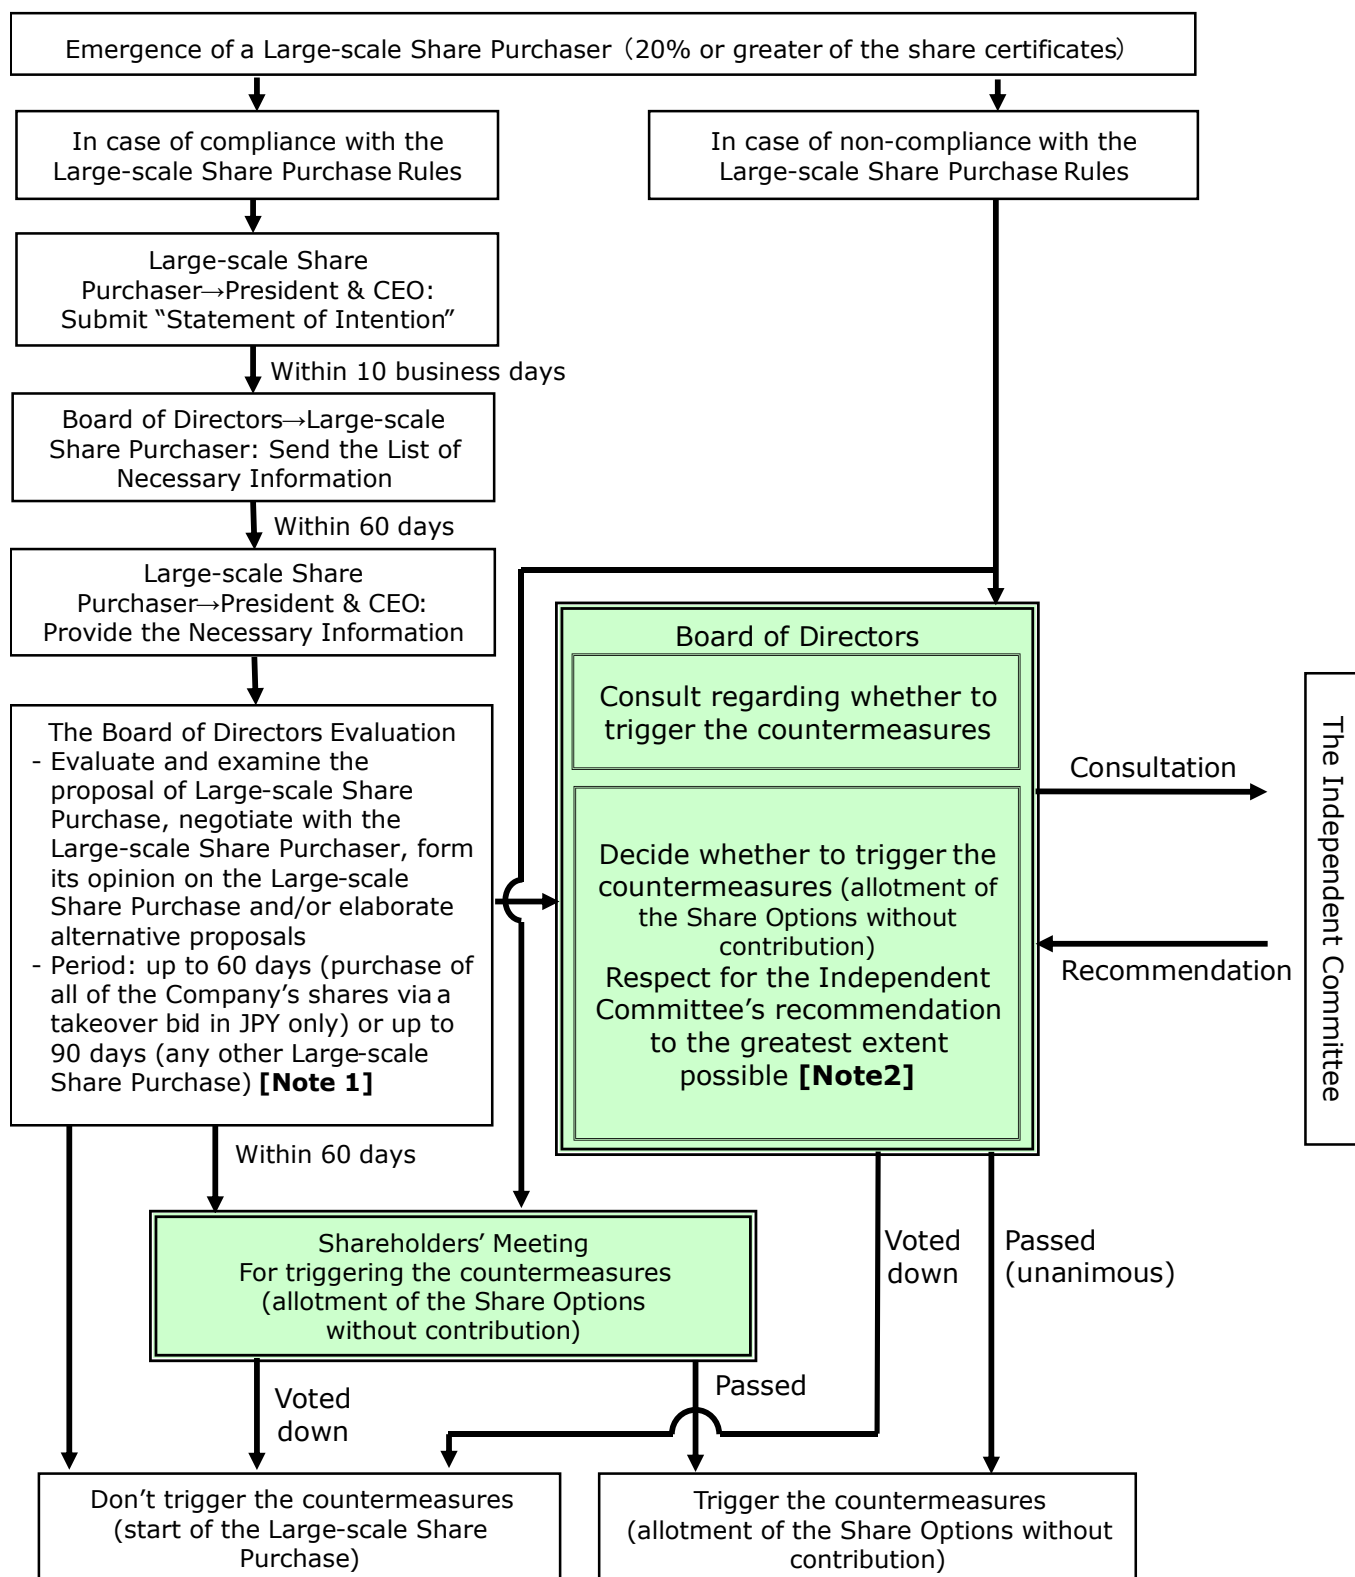 Emergence of a Large-scale Share Purchaser（20% or greater of the share certificates）
In case of compliance with the
Large-scale Share Purchase Rules
In case of non-compliance with the
Large-scale Share Purchase Rules
Large-scale Share
Purchaser→President & CEO:
Submit “Statement of Intention”
Within 10 business days
Board of Directors→Large-scale
Share Purchaser: Send the List of
Necessary Information
Within 60 days
Large-scale Share
Purchaser→President & CEO:
Provide the Necessary Information
The Board of Directors Evaluation
- Evaluate and examine the
proposal of Large-scale Share
Purchase, negotiate with the
Large-scale Share Purchaser, form
its opinion on the Large-scale
Share Purchase and/or elaborate
alternative proposals
- Period: up to 60 days (purchase of
all of the Company’s shares via a
takeover bid in JPY only) or up to
90 days (any other Large-scale
Share Purchase) [Note 1]
Board of Directors
Consult regarding whether to
trigger the countermeasures
Decide whether to trigger the
countermeasures (allotment of
the Share Options without
contribution)
Respect for the Independent
Committee’s recommendation
to the greatest extent
possible [Note2]
Consultation
Recommendation
The Independent Committee
Within 60 days
Shareholders’ Meeting
For triggering the countermeasures
(allotment of the Share Options
without contribution)
Voted
down
Passed
(unanimous)
Voted
down
Passed
Don’t trigger the countermeasures
(start of the Large-scale Share
Purchase)
Trigger the countermeasures
(allotment of the Share Options without
contribution)